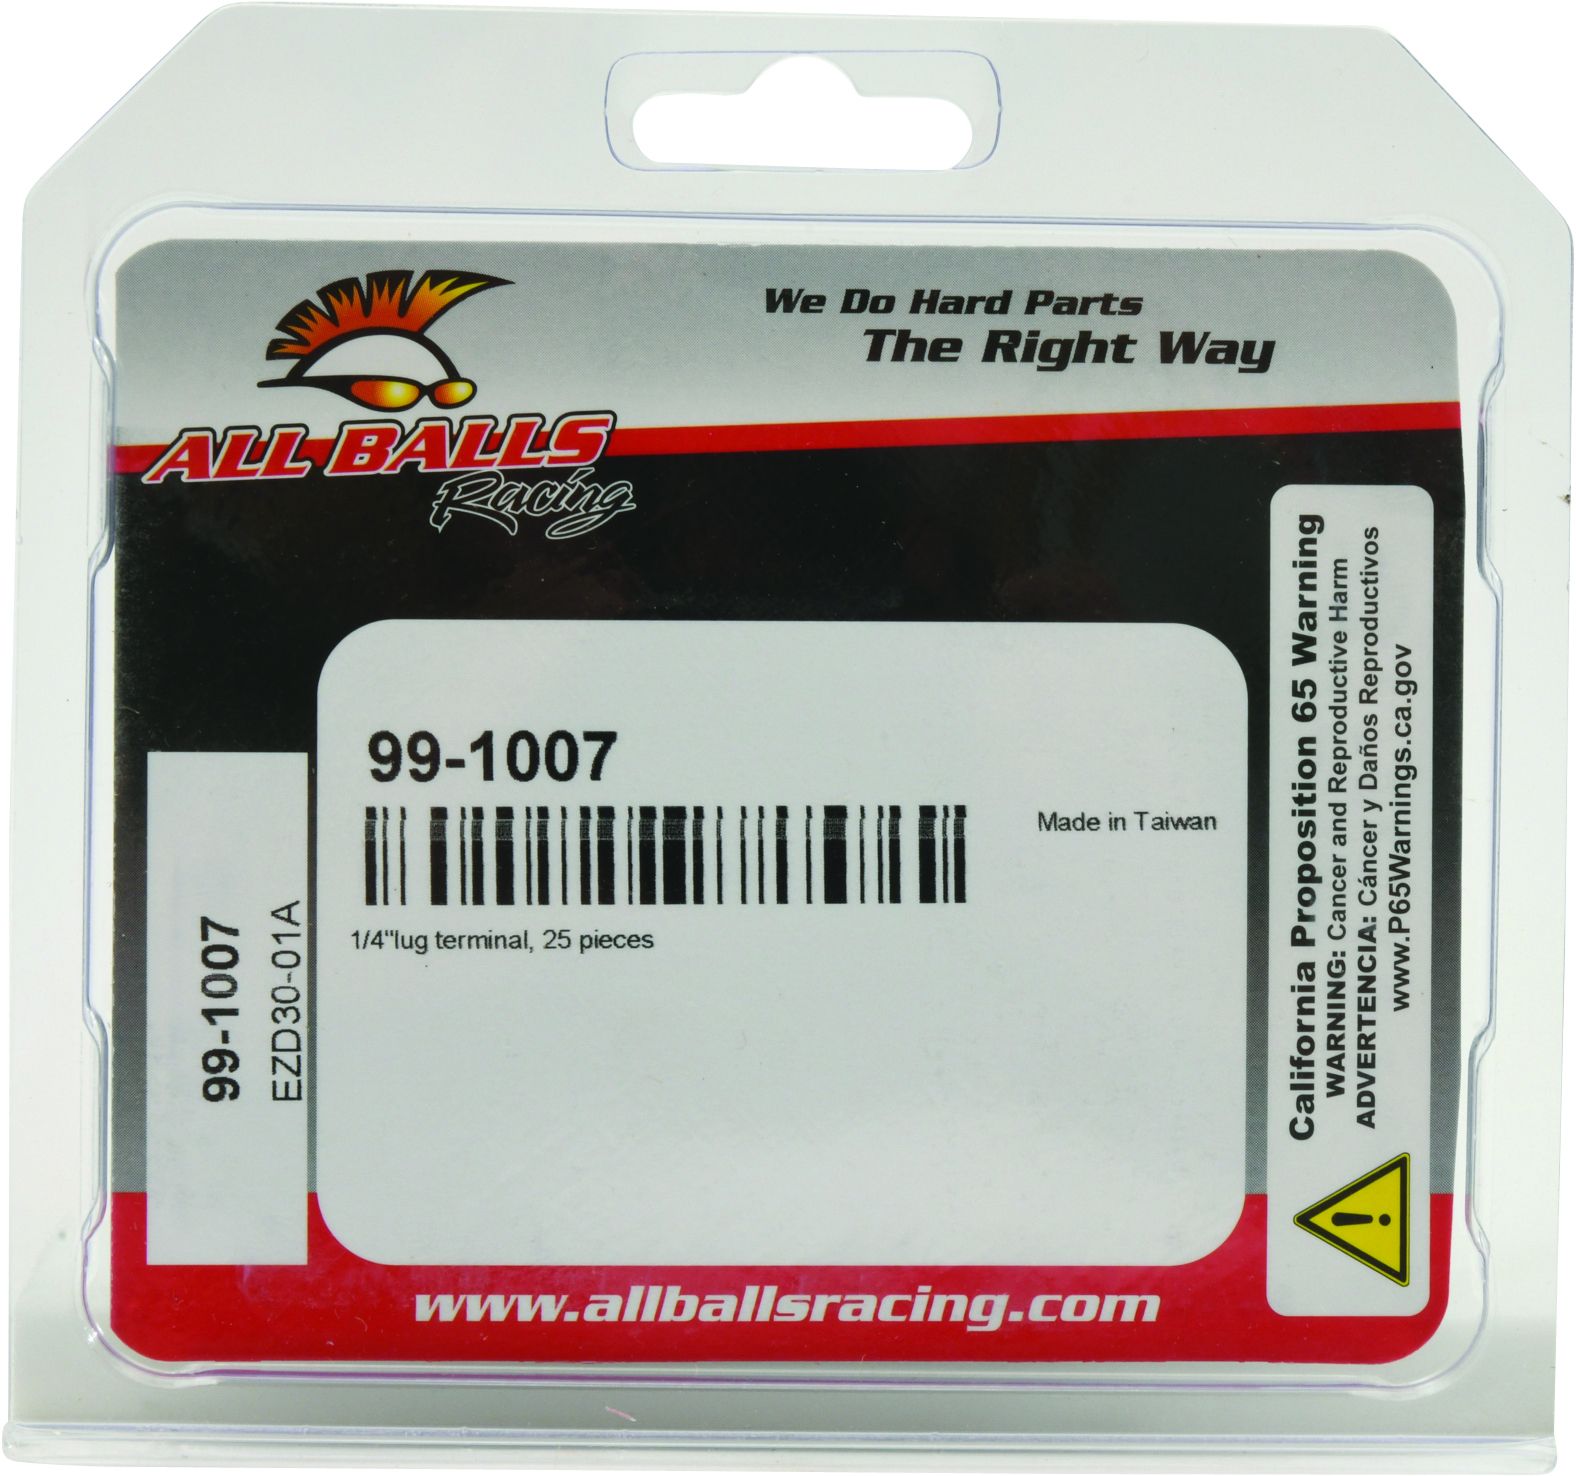 We Do Hard Parts
The Right Way
ALL BALLS
Racing
99-1007
Made in Taiwan
1/4"lug terminal, 25 pieces
99-1007
EZD30-01A
California Proposition 65 Warning
WARNING: Cancer and Reproductive Harm
ADVERTENCIA: Cáncer y Daños Reproductivos
www.P65Warnings.ca.gov
www.allballsracing.com